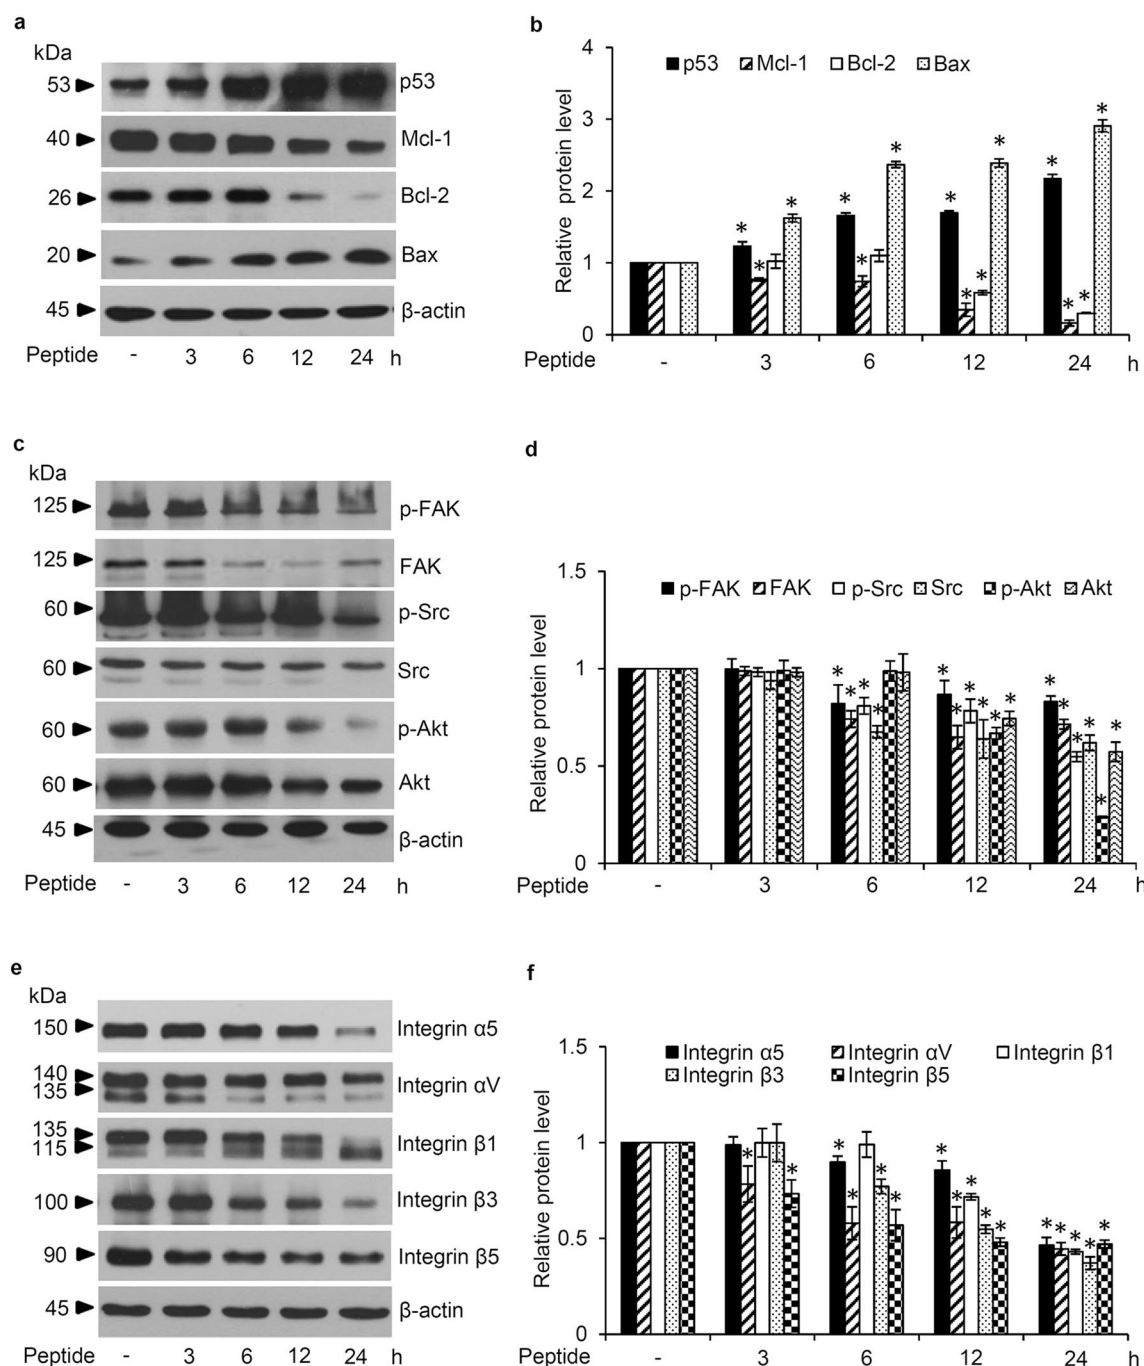 a
kDa
53 p53
40 Mcl-1
26 Bcl-2
20 Bax
45 β-actin
Peptide - 3 6 12 24 h
b
4
3
2
1
0
Relative protein level
p53 Mcl-1 Bcl-2 Bax
* * *
* * *
* * * *
* * * *
Peptide - 3 6 12 24 h
c
kDa
125 p-FAK
125 FAK
60 p-Src
60 Src
60 p-Akt
60 Akt
45 β-actin
Peptide - 3 6 12 24 h
d
1.5
1
0.5
0
Relative protein level
p-FAK FAK p-Src Src p-Akt Akt
* * * *
* * * * * *
* * * * * *
Peptide - 3 6 12 24 h
e
kDa
150 Integrin α5
140
135 Integrin αV
135
115 Integrin β1
100 Integrin β3
90 Integrin β5
45 β-actin
Peptide - 3 6 12 24 h
f
1.5
1
0.5
0
Relative protein level
Integrin α5 Integrin αV Integrin β1
Integrin β3 Integrin β5
* *
* * * *
* * * * *
* * * * *
Peptide - 3 6 12 24 h